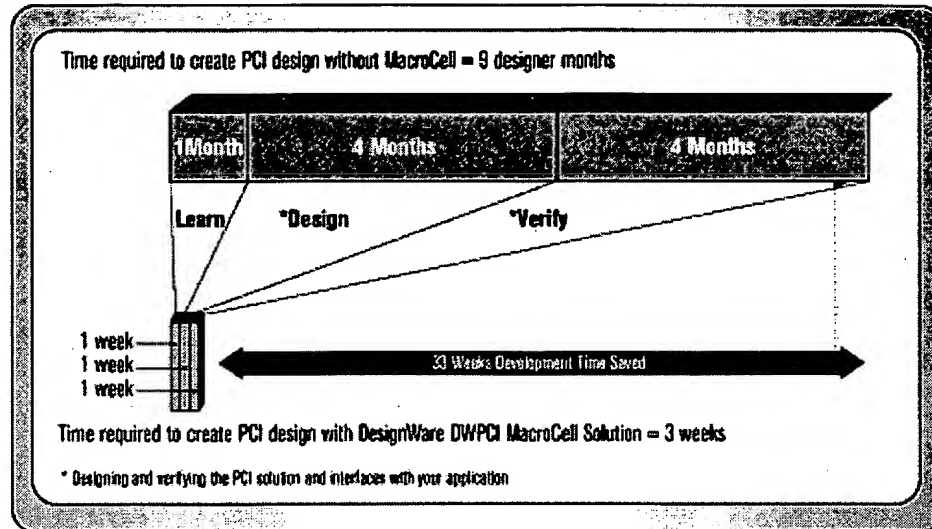 Time required to create PCI design without MacroCell = 9 designer months
1 Month
4 Months
4 Months
Learn
*Design
*Verify
1 week
1 week
1 week
33 Weeks Development Time Saved
Time required to create PCI design with DesignWare DWPCI MacroCell Solution = 3 weeks
* Designing and verifying the PCI solution and interfaces with your application